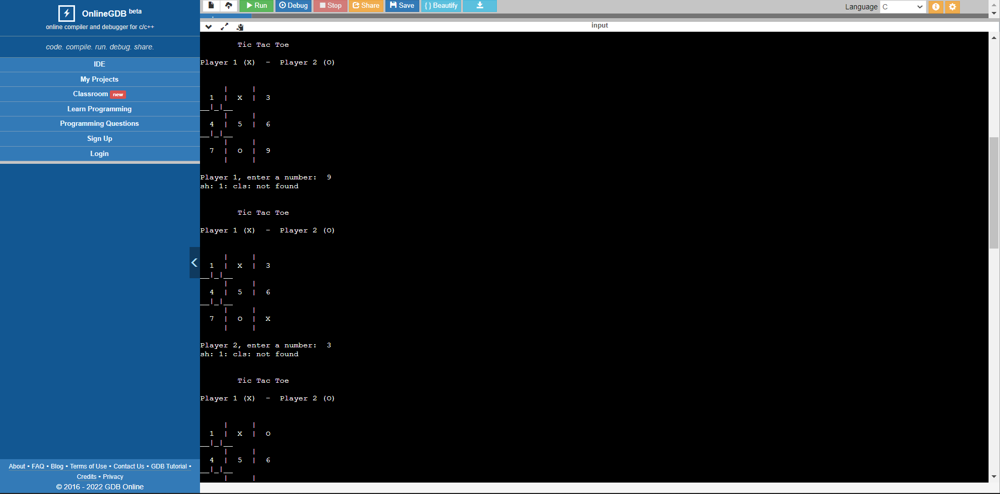 OnlineGDB beta
online compiler and debugger for c/c++
code. compile. run. debug. share.
IDE
My Projects
Classroom new
Learn Programming
Programming Questions
Sign Up
Login
About • FAQ • Blog • Terms of Use • Contact Us • GDB Tutorial •
Credits • Privacy
© 2016 - 2022 GDB Online
Run Debug Stop Share Save { } Beautify
Language C
input
Tic Tac Toe
Player 1 (X)  -  Player 2 (O)
     |     |
  1  |  X  |  3
__|_|__
     |     |
  4  |  5  |  6
__|_|__
     |     |
  7  |  O  |  9
     |     |
Player 1, enter a number:  9
sh: 1: cls: not found
Tic Tac Toe
Player 1 (X)  -  Player 2 (O)
     |     |
  1  |  X  |  3
__|_|__
     |     |
  4  |  5  |  6
__|_|__
     |     |
  7  |  O  |  X
     |     |
Player 2, enter a number:  3
sh: 1: cls: not found
Tic Tac Toe
Player 1 (X)  -  Player 2 (O)
     |     |
  1  |  X  |  O
__|_|__
     |     |
  4  |  5  |  6
__|_|__
     |     |